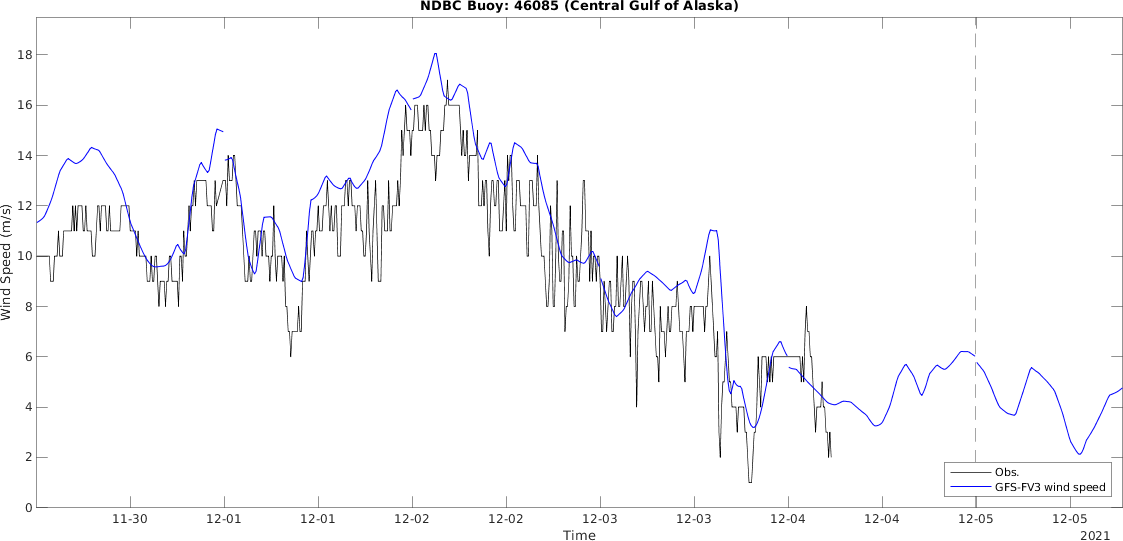 NDBC Buoy: 46085 (Central Gulf of Alaska)
18
16
14
12
10
8
6
4
2
0
Wind Speed (m/s)
11-30 12-01 12-01 12-02 12-02 12-03 12-03 12-04 12-04 12-05 12-05
Time
2021
Obs.
GFS-FV3 wind speed